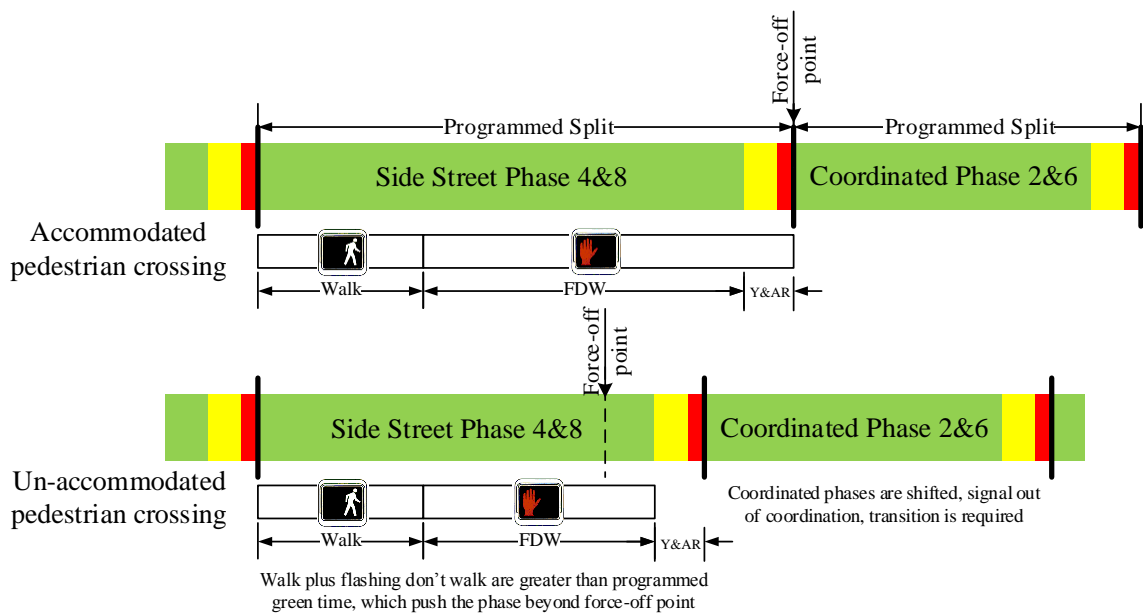 Force-off
point
Programmed Split
Programmed Split
Side Street Phase 4&8
Coordinated Phase 2&6
Accommodated
pedestrian crossing
Walk
FDW
Y&AR
Force-off
point
Side Street Phase 4&8
Coordinated Phase 2&6
Un-accommodated
pedestrian crossing
Coordinated phases are shifted, signal out
of coordination, transition is required
Walk
FDW
Y&AR
Walk plus flashing don’t walk are greater than programmed
green time, which push the phase beyond force-off point